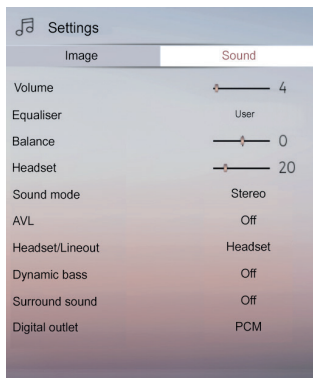 Settings
Image Sound
Volume 4
Equaliser User
Balance 0
Headset 20
Sound mode Stereo
AVL Off
Headset/Lineout Headset
Dynamic bass Off
Surround sound Off
Digital outlet PCM